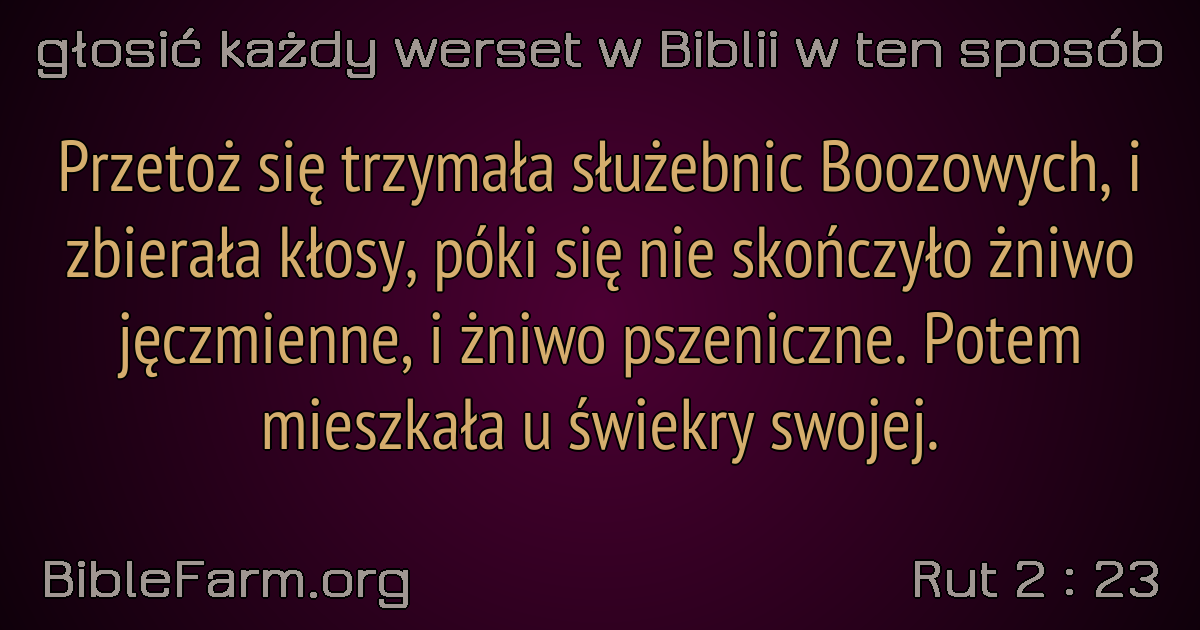 głosić każdy werset w Biblii w ten sposób
Przetoż się trzymała służebnic Boozowych, i
zbierała kłosy, póki się nie skończyło żniwo
jęczmienne, i żniwo pszeniczne. Potem
mieszkała u świekry swojej.
BibleFarm.org
Rut 2 : 23